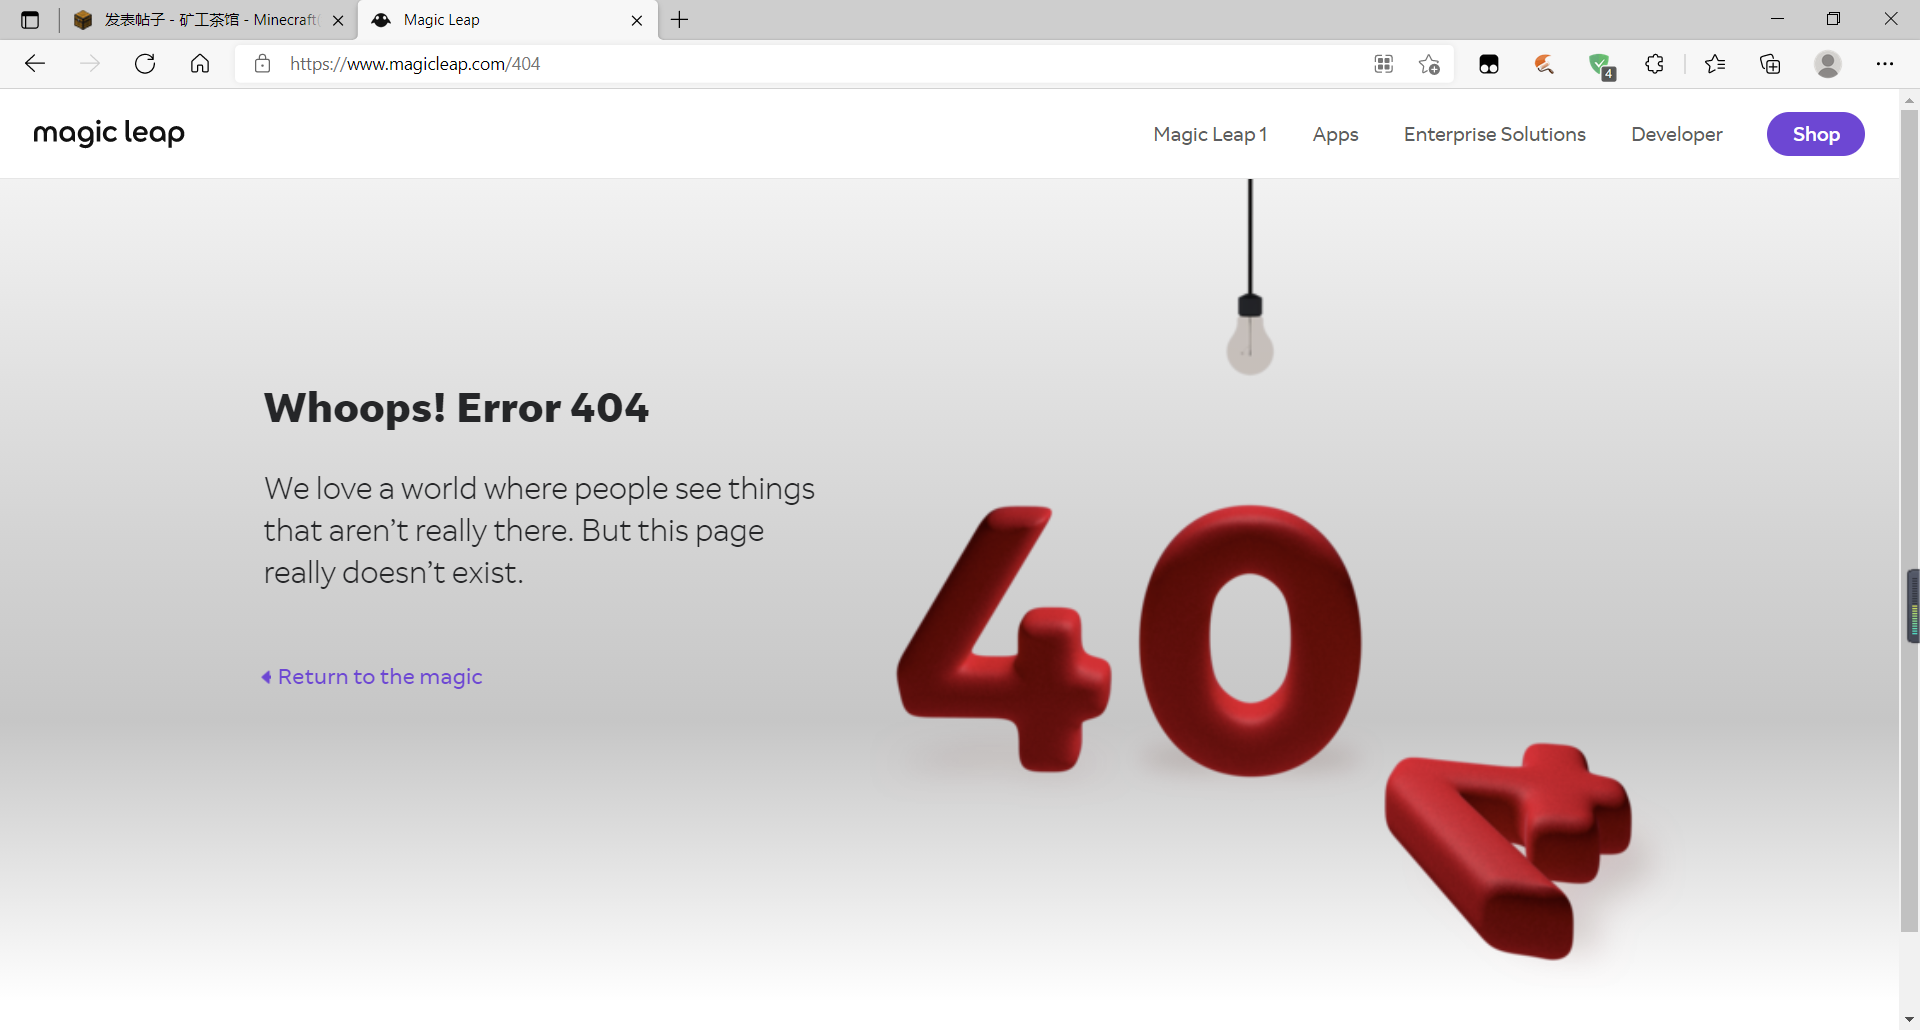 发表帖子 - 矿工茶馆 - Minecraft(
Magic Leap
https://www.magicleap.com/404
4
magic leap
Magic Leap 1
Apps
Enterprise Solutions
Developer
Shop
Whoops! Error 404
We love a world where people see things
that aren’t really there. But this page
really doesn’t exist.
Return to the magic
404